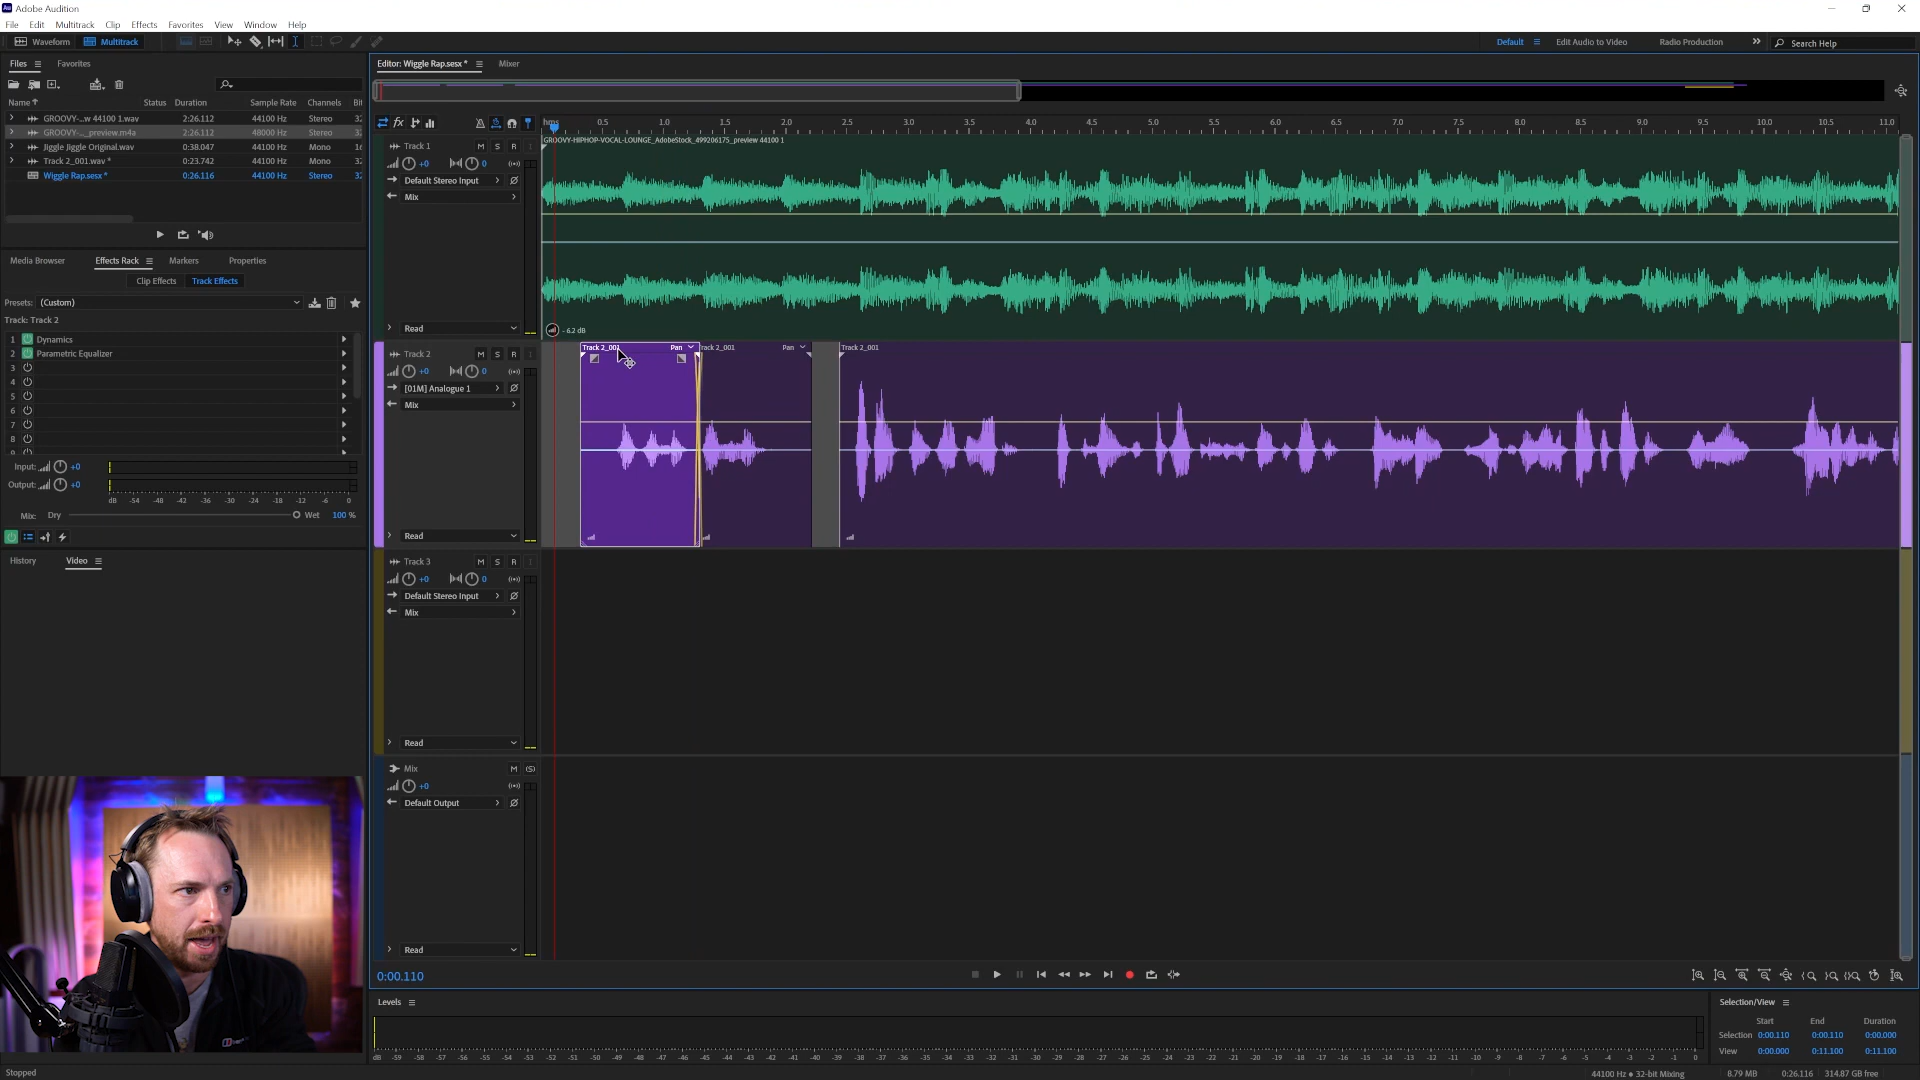 Au Adobe Audition
File Edit Multitrack Clip Effects Favorites View Window Help
Waveform Multitrack Default Edit Audio to Video Radio Production Search Help
Files Favorites
Name Status Duration Sample Rate Channels Bi
GROOVY-...w 44100 1.wav 2:26.112 44100 Hz Stereo 32
GROOVY-..._preview.m4a 2:26.112 48000 Hz Stereo 32
Jiggle Jiggle Original.wav 0:38.047 44100 Hz Mono 16
Track 2_001.wav * 0:23.742 44100 Hz Mono 32
Wiggle Rap.sesx * 0:26.116 44100 Hz Stereo 32
Media Browser Effects Rack Markers Properties
Clip Effects Track Effects
Presets: (Custom)
Track: Track 2
1 Dynamics
2 Parametric Equalizer
3
4
5
6
7
8
9
Input: +0
Output: +0
dB -54 -48 -42 -36 -30 -24 -18 -12 -6 0
Mix: Dry Wet 100 %
History Video
Editor: Wiggle Rap.sesx * Mixer
fx
hms 0.5 1.0 1.5 2.0 2.5 3.0 3.5 4.0 4.5 5.0 5.5 6.0 6.5 7.0 7.5 8.0 8.5 9.0 9.5 10.0 10.5 11.0
GROOVY-HIPHOP-VOCAL-LOUNGE_AdobeStock_499206175_preview 44100 1
Track 1 M S R I
+0 0
Default Stereo Input
Mix
Read
-6.2 dB
Track 2 M S R I
+0 0
[01M] Analogue 1
Mix
Read
Track 2_001 Pan rack 2_001 Pan Track 2_001
Track 3 M S R I
+0 0
Default Stereo Input
Mix
Read
Mix M (S)
+0
Default Output
Read
0:00.110
Levels
dB -59 -58 -57 -56 -55 -54 -53 -52 -51 -50 -49 -48 -47 -46 -45 -44 -43 -42 -41 -40 -39 -38 -37 -36 -35 -34 -33 -32 -31 -30 -29 -28 -27 -26 -25 -24 -23 -22 -21 -20 -19 -18 -17 -16 -15 -14 -13 -12 -11 -10 -9 -8 -7 -6 -5 -4 -3 -2 -1 0
Selection/View
Start End Duration
Selection 0:00.110 0:00.110 0:00.000
View 0:00.000 0:11.100 0:11.100
Stopped 44100 Hz ● 32-bit Mixing 8.79 MB 0:26.116 314.87 GB free